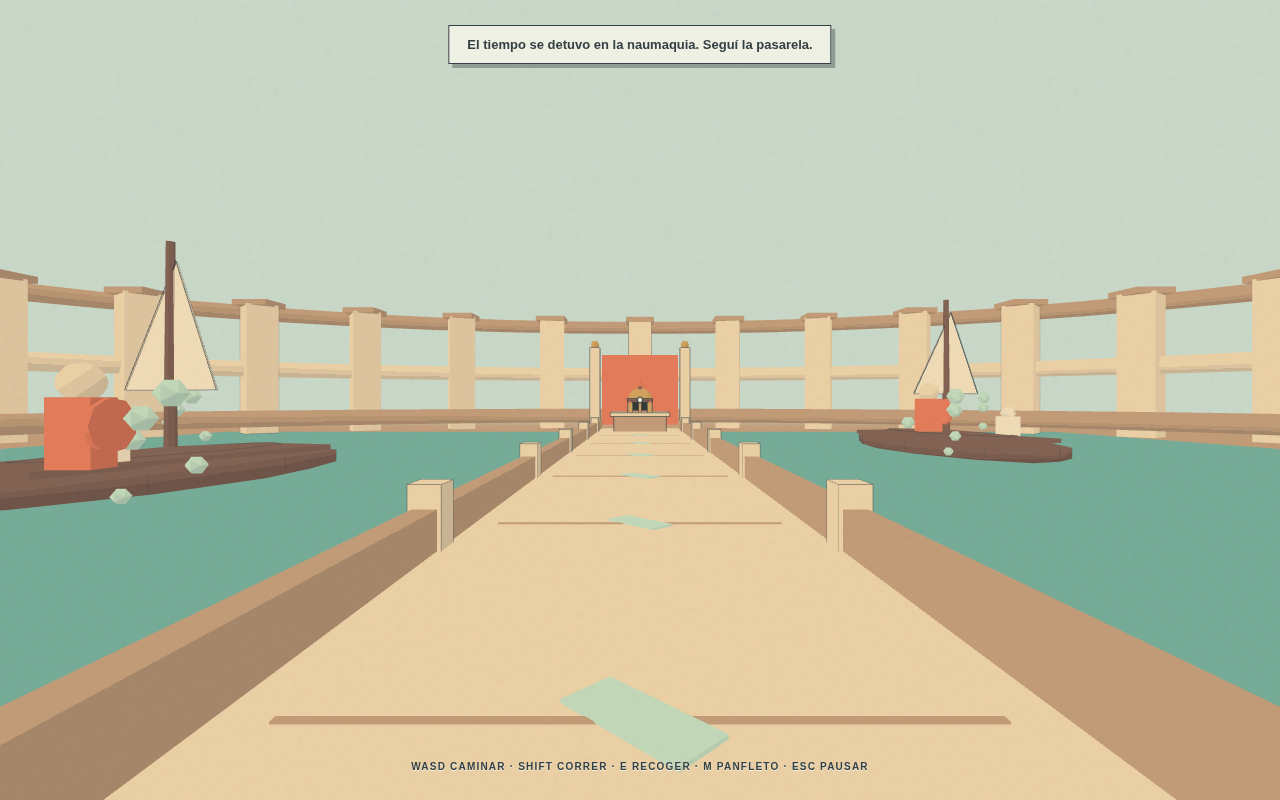 El tiempo se detuvo en la naumaquia. Seguí la pasarela.
WASD CAMINAR · SHIFT CORRER · E RECOGER · M PANFLETO · ESC PAUSAR